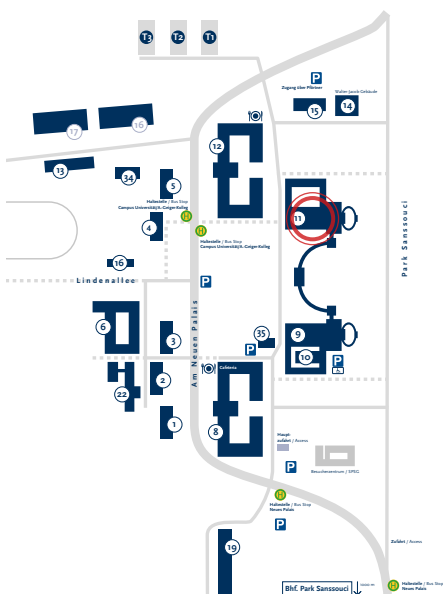 T3
T2
T1
P
Zugang über Pförtner
Walter-Jacob-Gebäude
15
14
17
16
12
13
34
5
Haltestelle / Bus Stop
Campus Universität/A.-Geiger-Kolleg
H
11
4
H
Haltestelle / Bus Stop
Campus Universität/A.-Geiger-Kolleg
Park Sanssouci
16
Lindenallee
P
Am Neuen Palais
6
3
35
9
P
10
P
Cafeteria
22
2
1
8
Haupt-
zufahrt / Access
P
Besucherzentrum / SPSG
H
Haltestelle / Bus Stop
Neues Palais
P
19
Zufahrt / Access
Bhf. Park Sanssouci
H
Haltestelle / Bus Stop
Neues Palais